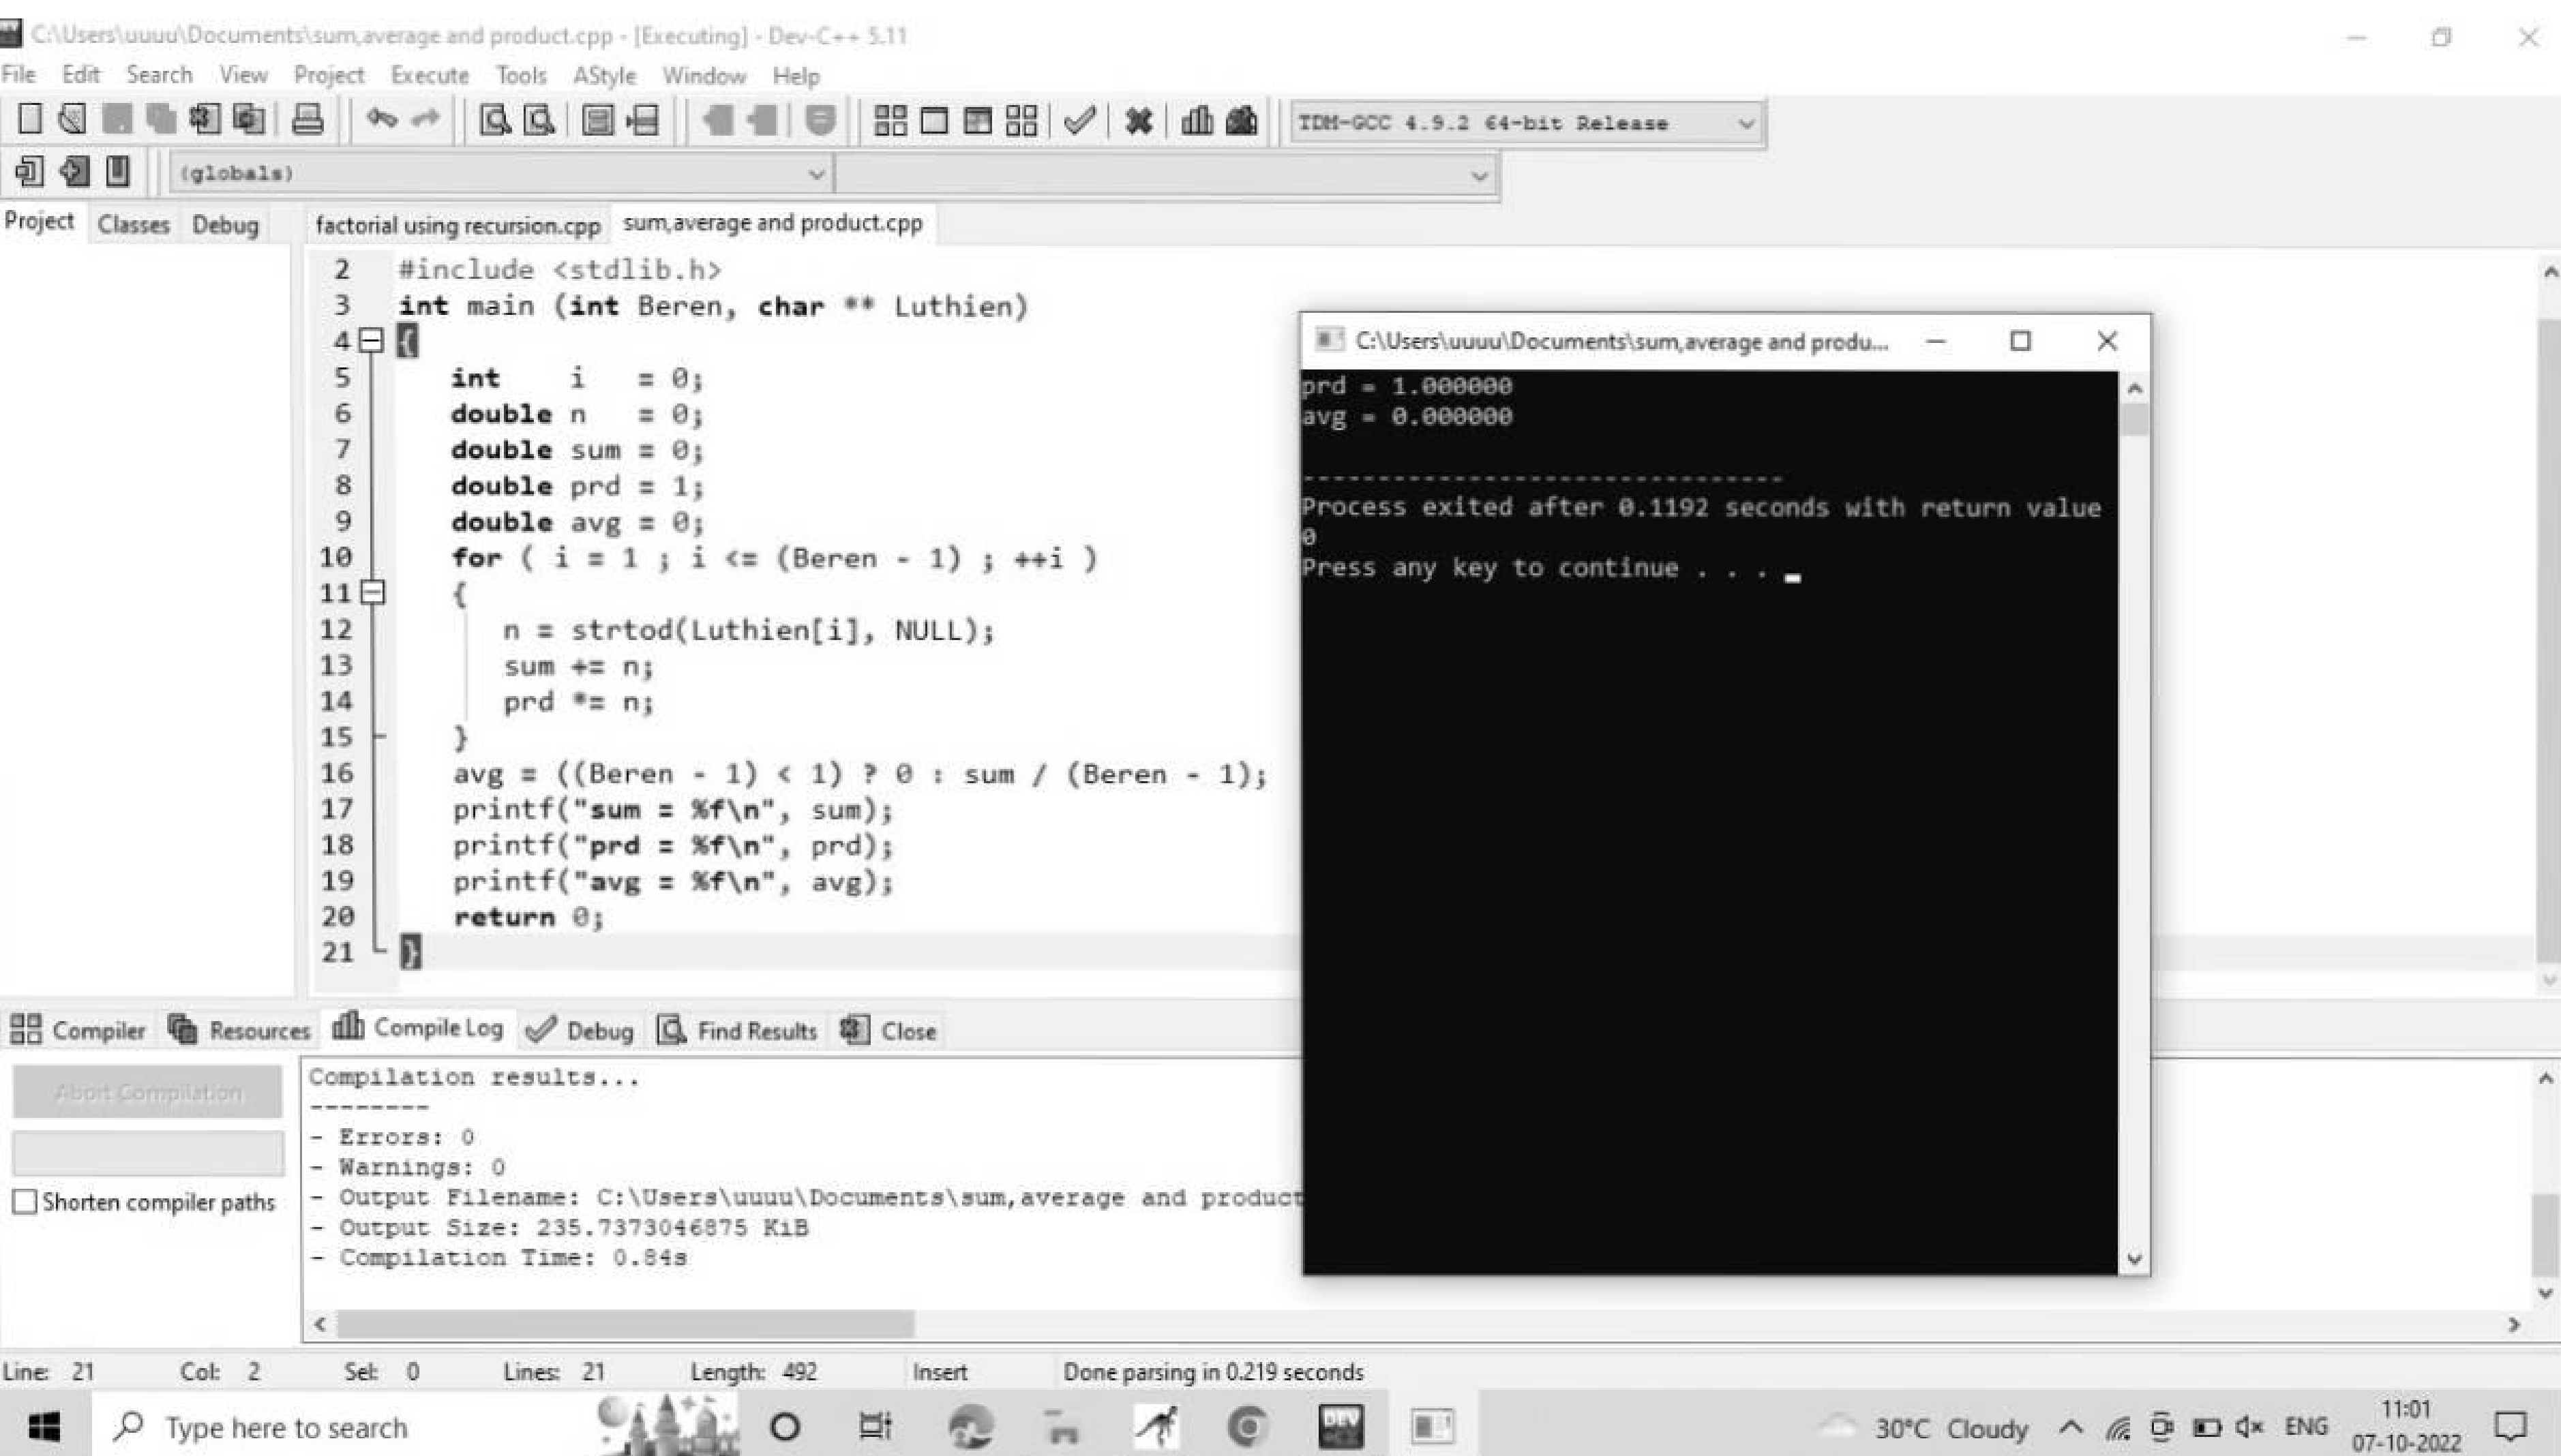 C:\Users\uuuu\Documents\sum,average and product.cpp - [Executing] - Dev-C++ 5.11
File Edit Search View Project Execute Tools AStyle Window Help
TDM-GCC 4.9.2 64-bit Release
(globals)
Project Classes Debug factorial using recursion.cpp sum,average and product.cpp
2 #include <stdlib.h>
3 int main (int Beren, char ** Luthien)
4 {
5 int i = 0;
6 double n = 0;
7 double sum = 0;
8 double prd = 1;
9 double avg = 0;
10 for ( i = 1 ; i <= (Beren - 1) ; ++i )
11 {
12 n = strtod(Luthien[i], NULL);
13 sum += n;
14 prd *= n;
15 }
16 avg = ((Beren - 1) < 1) ? 0 : sum / (Beren - 1);
17 printf("sum = %f\n", sum);
18 printf("prd = %f\n", prd);
19 printf("avg = %f\n", avg);
20 return 0;
21 }
C:\Users\uuuu\Documents\sum,average and produ...
prd = 1.000000
avg = 0.000000
--------------------------------
Process exited after 0.1192 seconds with return value
0
Press any key to continue . . .
Compiler Resources Compile Log Debug Find Results Close
Abort Compilation
Shorten compiler paths
Compilation results...
--------
- Errors: 0
- Warnings: 0
- Output Filename: C:\Users\uuuu\Documents\sum,average and product
- Output Size: 235.7373046875 KiB
- Compilation Time: 0.84s
Line: 21 Col: 2 Sel: 0 Lines: 21 Length: 492 Insert Done parsing in 0.219 seconds
Type here to search
DEV
30°C Cloudy ENG
11:01
07-10-2022